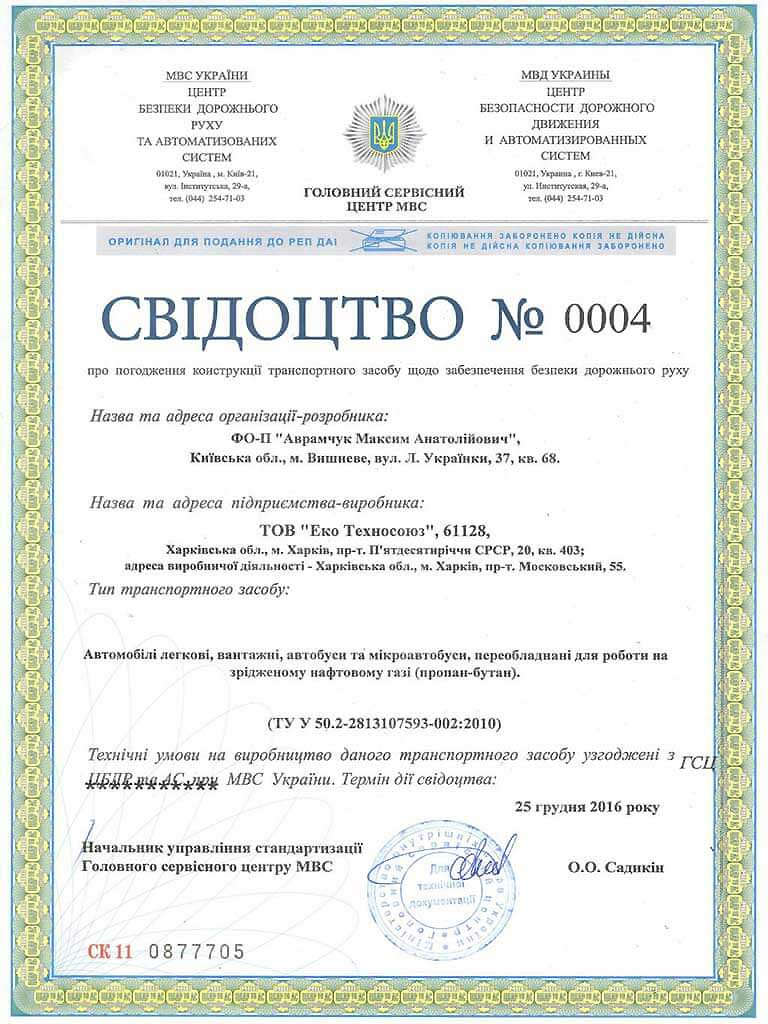 МВС УКРАЇНИ
ЦЕНТР
БЕЗПЕКИ ДОРОЖНЬОГО
РУХУ
ТА АВТОМАТИЗОВАНИХ
СИСТЕМ
01021, Україна , м. Київ-21,
вул. Інститутська, 29-а,
тел. (044) 254-71-03
ГОЛОВНИЙ СЕРВІСНИЙ
ЦЕНТР МВС
МВД УКРАИНЫ
ЦЕНТР
БЕЗОПАСНОСТИ ДОРОЖНОГО
ДВИЖЕНИЯ
И АВТОМАТИЗИРОВАННЫХ
СИСТЕМ
01021, Украина , г. Киев-21,
ул. Институтская, 29-а,
тел. (044) 254-71-03
ОРИГІНАЛ ДЛЯ ПОДАННЯ ДО РЕП ДАІ
КОПІЮВАННЯ ЗАБОРОНЕНО КОПІЯ НЕ ДІЙСНА
КОПІЯ НЕ ДІЙСНА КОПІЮВАННЯ ЗАБОРОНЕНО
СВІДОЦТВО № 0004
про погодження конструкції транспортного засобу щодо забезпечення безпеки дорожнього руху
Назва та адреса організації-розробника:
ФО-П "Аврамчук Максим Анатолійович",
Київська обл., м. Вишневе, вул. Л. Українки, 37, кв. 68.
Назва та адреса підприємства-виробника:
ТОВ "Еко Техносоюз", 61128,
Харківська обл., м. Харків, пр-т. П'ятдесятиріччя СРСР, 20, кв. 403;
адреса виробничої діяльності - Харківська обл., м. Харків, пр-т. Московський, 55.
Тип транспортного засобу:
Автомобілі легкові, вантажні, автобуси та мікроавтобуси, переобладнані для роботи на
зрідженому нафтовому газі (пропан-бутан).
(ТУ У 50.2-2813107593-002:2010)
Технічні умови на виробництво даного транспортного засобу узгоджені з ГСЦ
ЦБДР та АС при МВС України. Термін дії свідоцтва:
***********
25 грудня 2016 року
Начальник управління стандартизації
Головного сервісного центру МВС
О.О. Садикін
Для
технічної
документації
СК 11 0877705